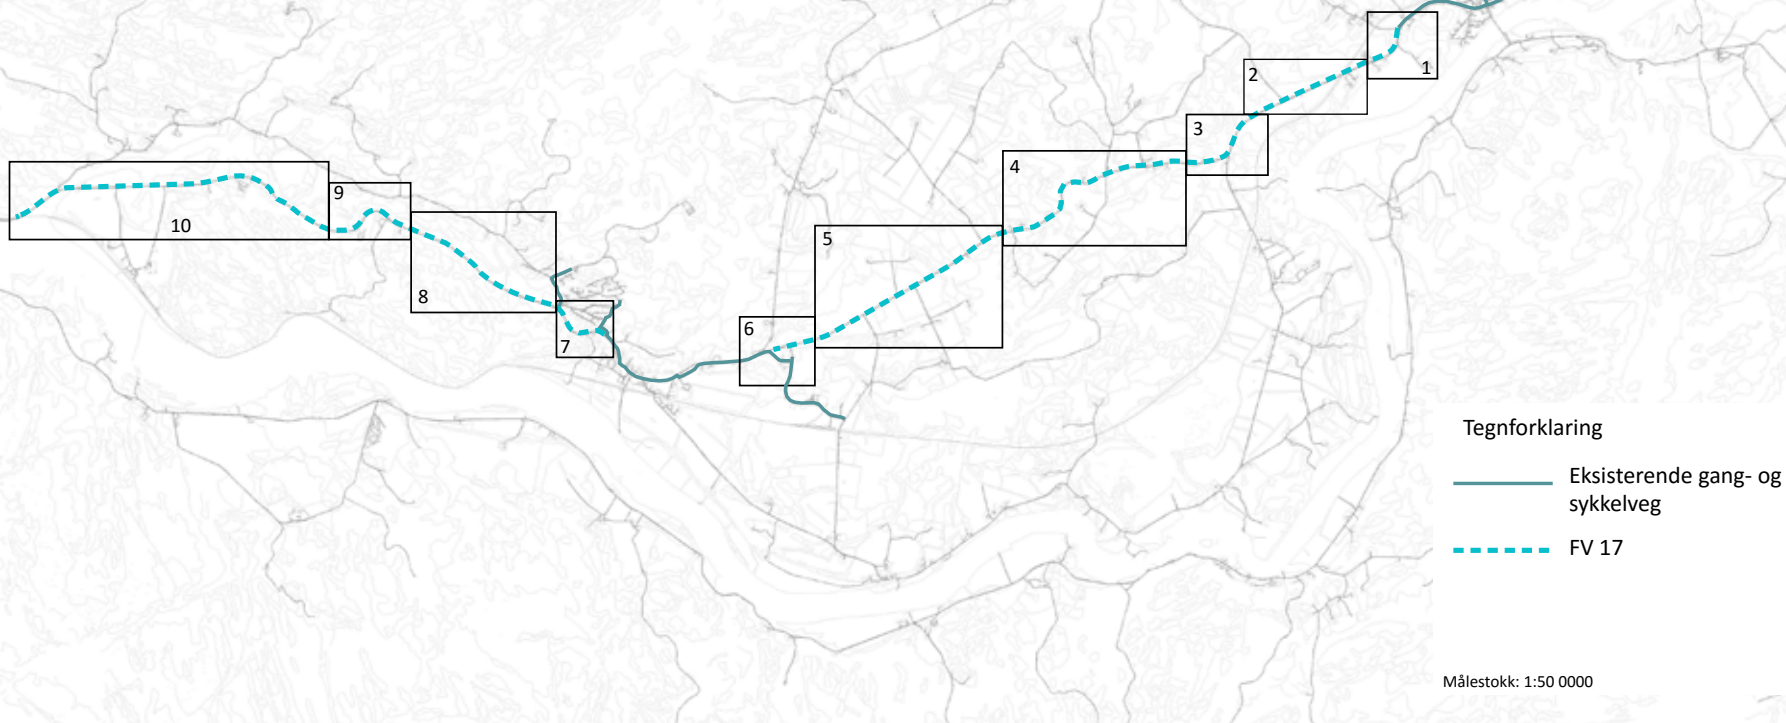 1
2
3
4
9
10
5
8
6
7
Tegnforklaring
Eksisterende gang- og
sykkelveg
FV 17
Målestokk: 1:50 0000